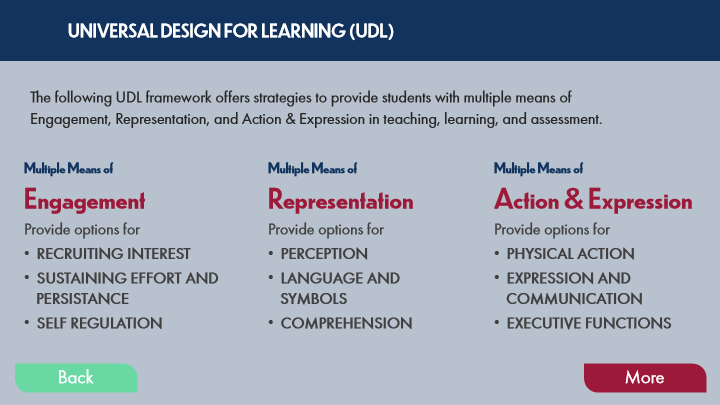 UNIVERSAL DESIGN FOR LEARNING (UDL)
The following UDL framework offers strategies to provide students with multiple means of
Engagement, Representation, and Action & Expression in teaching, learning, and assessment.
Multiple Means of
Engagement
Provide options for
• RECRUITING INTEREST
• SUSTAINING EFFORT AND
PERSISTANCE
• SELF REGULATION
Multiple Means of
Representation
Provide options for
• PERCEPTION
• LANGUAGE AND
SYMBOLS
• COMPREHENSION
Multiple Means of
Action & Expression
Provide options for
• PHYSICAL ACTION
• EXPRESSION AND
COMMUNICATION
• EXECUTIVE FUNCTIONS
Back
More